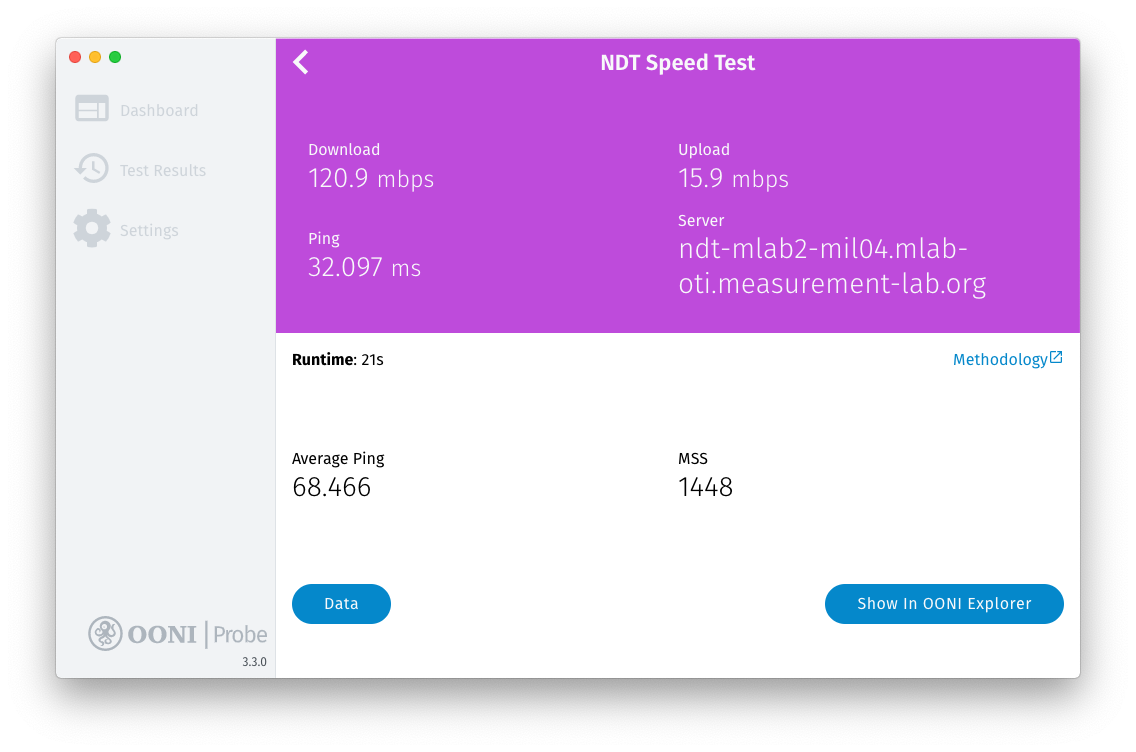 NDT Speed Test
Dashboard
Test Results
Settings
Download
120.9 mbps
Upload
15.9 mbps
Ping
32.097 ms
Server
ndt-mlab2-mil04.mlab-
oti.measurement-lab.org
Runtime: 21s
Methodology
Average Ping
68.466
MSS
1448
Data
Show In OONI Explorer
OONI | Probe
3.3.0